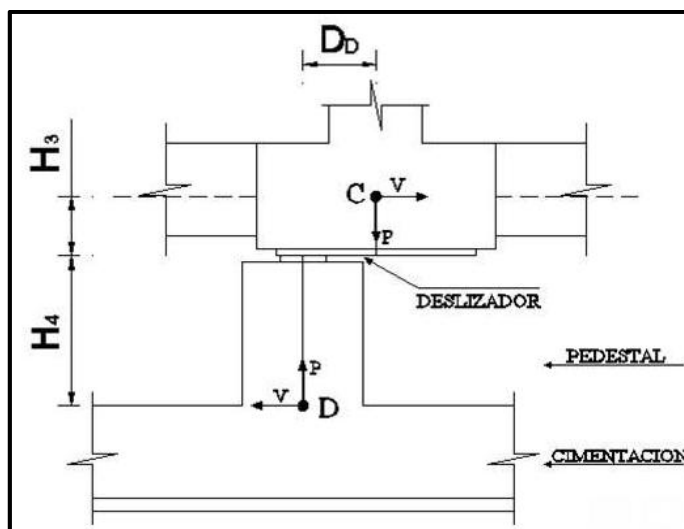 DD
H3
C
V
P
DESLIZADOR
H4
PEDESTAL
P
V
D
CIMENTACION